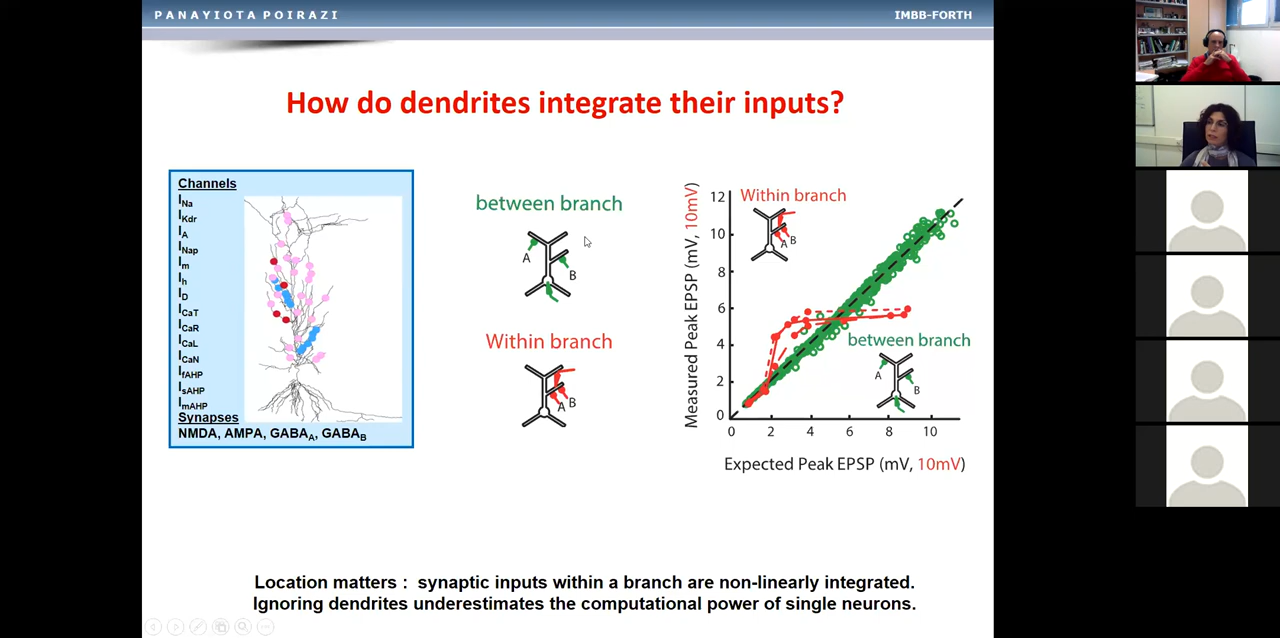 PANAYIOTA POIRAZI
IMBB-FORTH
How do dendrites integrate their inputs?
Channels
INa
IKdr
IA
INap
Im
Ih
ID
ICaT
ICaR
ICaL
ICaN
IfAHP
IsAHP
ImAHP
Synapses
NMDA, AMPA, GABAA, GABAB
between branch
A
B
Within branch
A B
Measured Peak EPSP (mV, 10mV)
12
10
8
6
4
2
0
Within branch
A B
between branch
A
B
0 2 4 6 8 10
Expected Peak EPSP (mV, 10mV)
Location matters : synaptic inputs within a branch are non-linearly integrated.
Ignoring dendrites underestimates the computational power of single neurons.